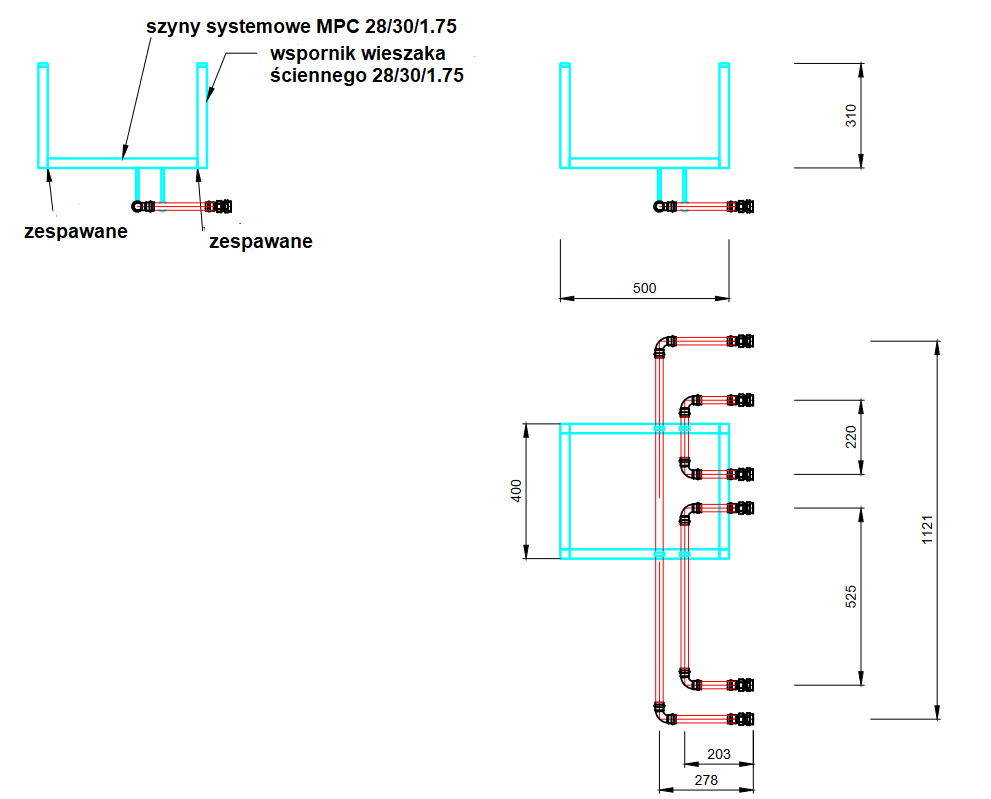 szyny systemowe MPC 28/30/1.75
wspornik wieszaka
ściennego 28/30/1.75
zespawane
zespawane
310
500
400
220
525
1121
203
278